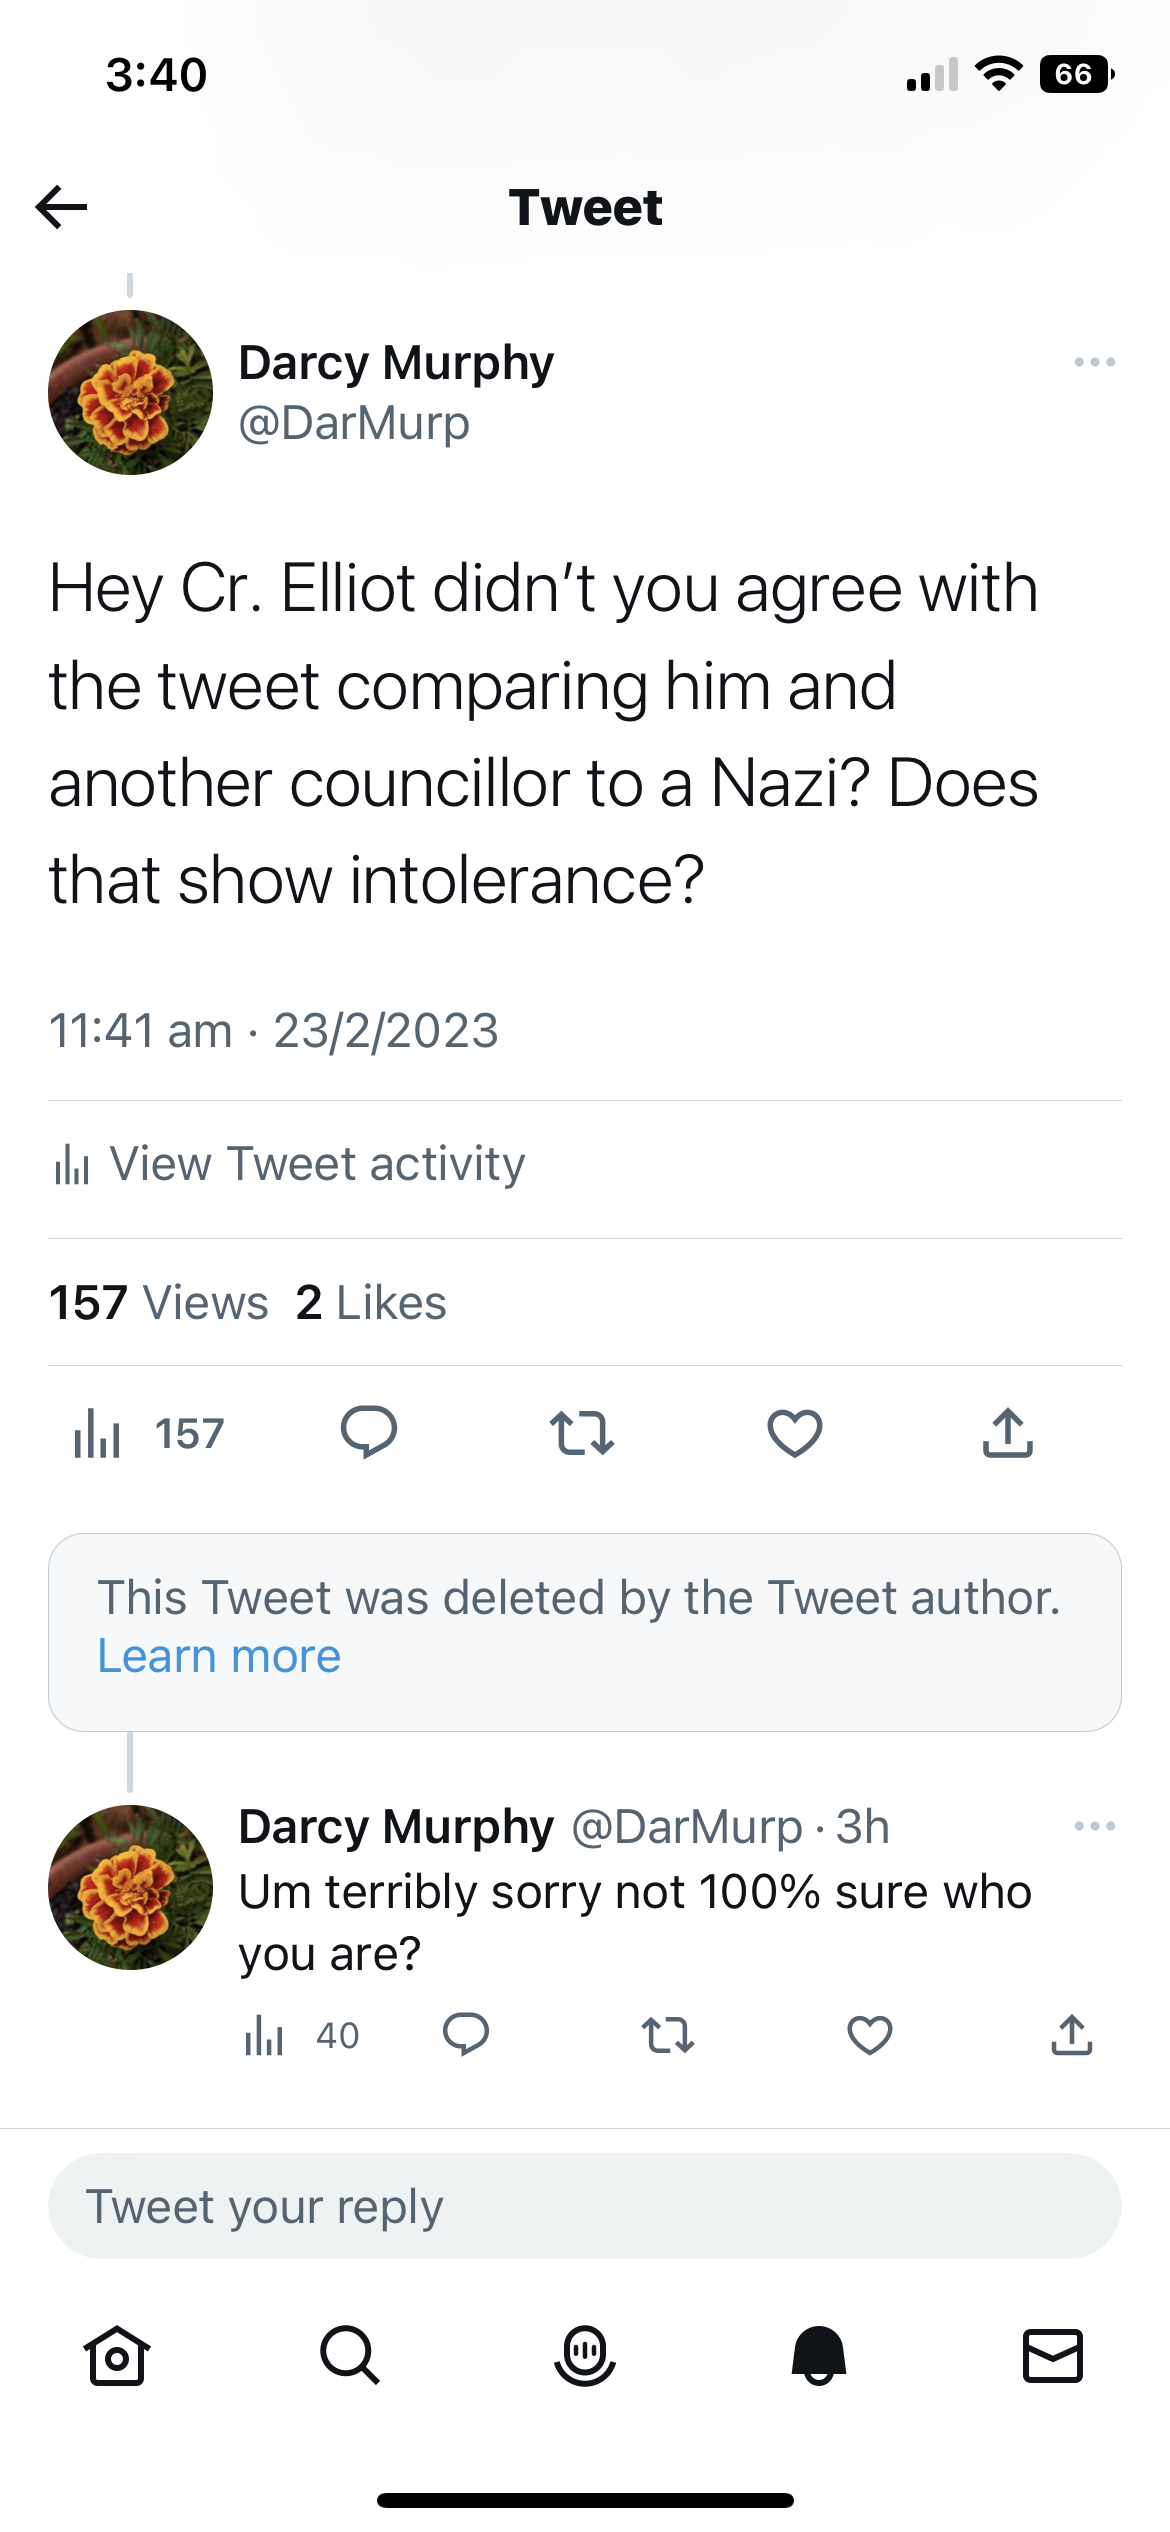 3:40
66
Tweet
Darcy Murphy
@DarMurp
Hey Cr. Elliot didn't you agree with
the tweet comparing him and
another councillor to a Nazi? Does
that show intolerance?
11:41 am · 23/2/2023
View Tweet activity
157 Views 2 Likes
157
This Tweet was deleted by the Tweet author.
Learn more
Darcy Murphy @DarMurp · 3h
Um terribly sorry not 100% sure who
you are?
40
Tweet your reply